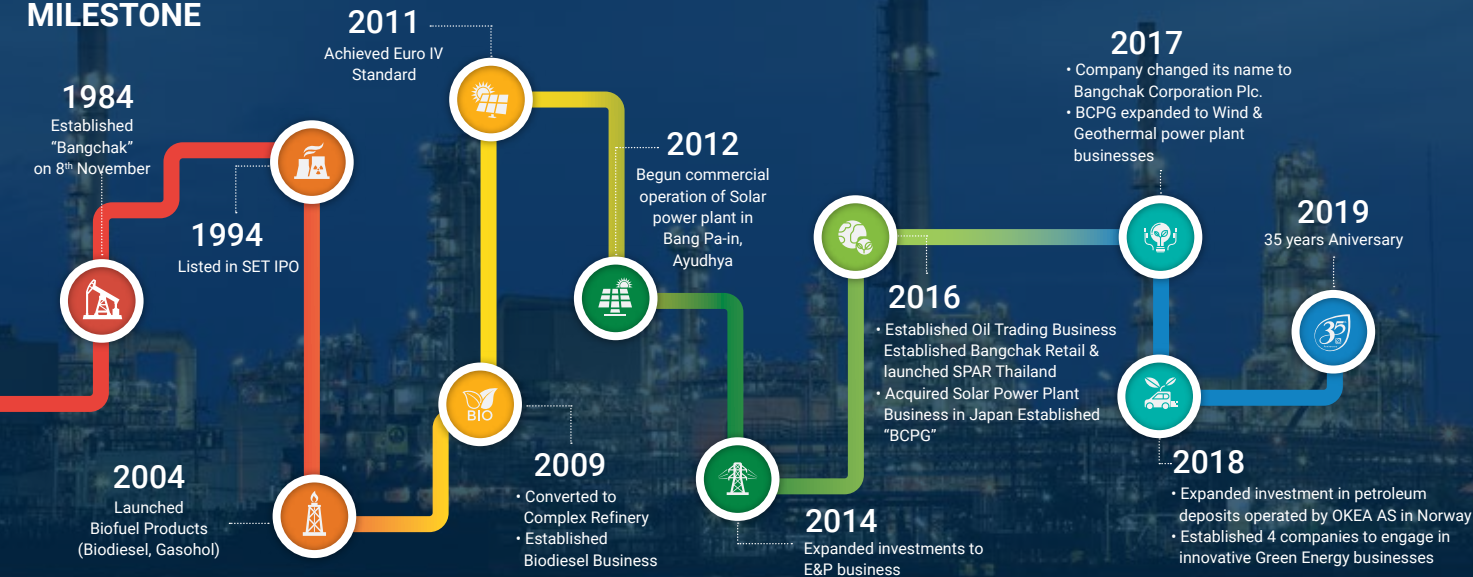 MILESTONE
1984
Established
“Bangchak”
on 8th November
1994
Listed in SET IPO
2004
Launched
Biofuel Products
(Biodiesel, Gasohol)
BIO
2009
• Converted to
Complex Refinery
• Established
Biodiesel Business
2011
Achieved Euro IV
Standard
2012
Begun commercial
operation of Solar
power plant in
Bang Pa-in,
Ayudhya
2014
Expanded investments to
E&P business
2016
• Established Oil Trading Business
Established Bangchak Retail &
launched SPAR Thailand
• Acquired Solar Power Plant
Business in Japan Established
“BCPG”
2017
• Company changed its name to
Bangchak Corporation Plc.
• BCPG expanded to Wind &
Geothermal power plant
businesses
2018
• Expanded investment in petroleum
deposits operated by OKEA AS in Norway
• Established 4 companies to engage in
innovative Green Energy businesses
2019
35 years Aniversary
35